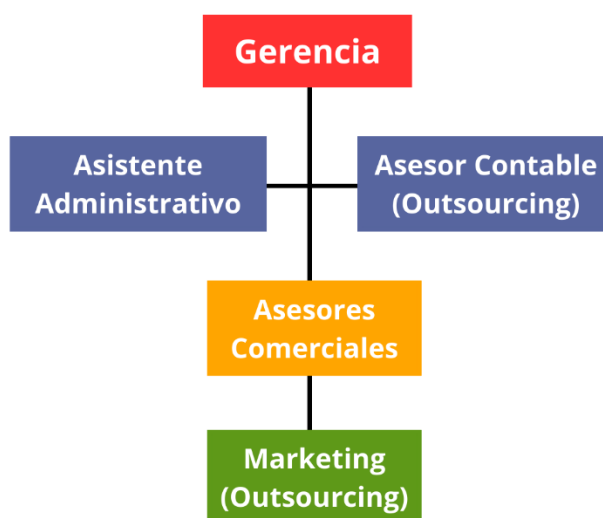 Gerencia
Asistente
Administrativo
Asesor Contable
(Outsourcing)
Asesores
Comerciales
Marketing
(Outsourcing)